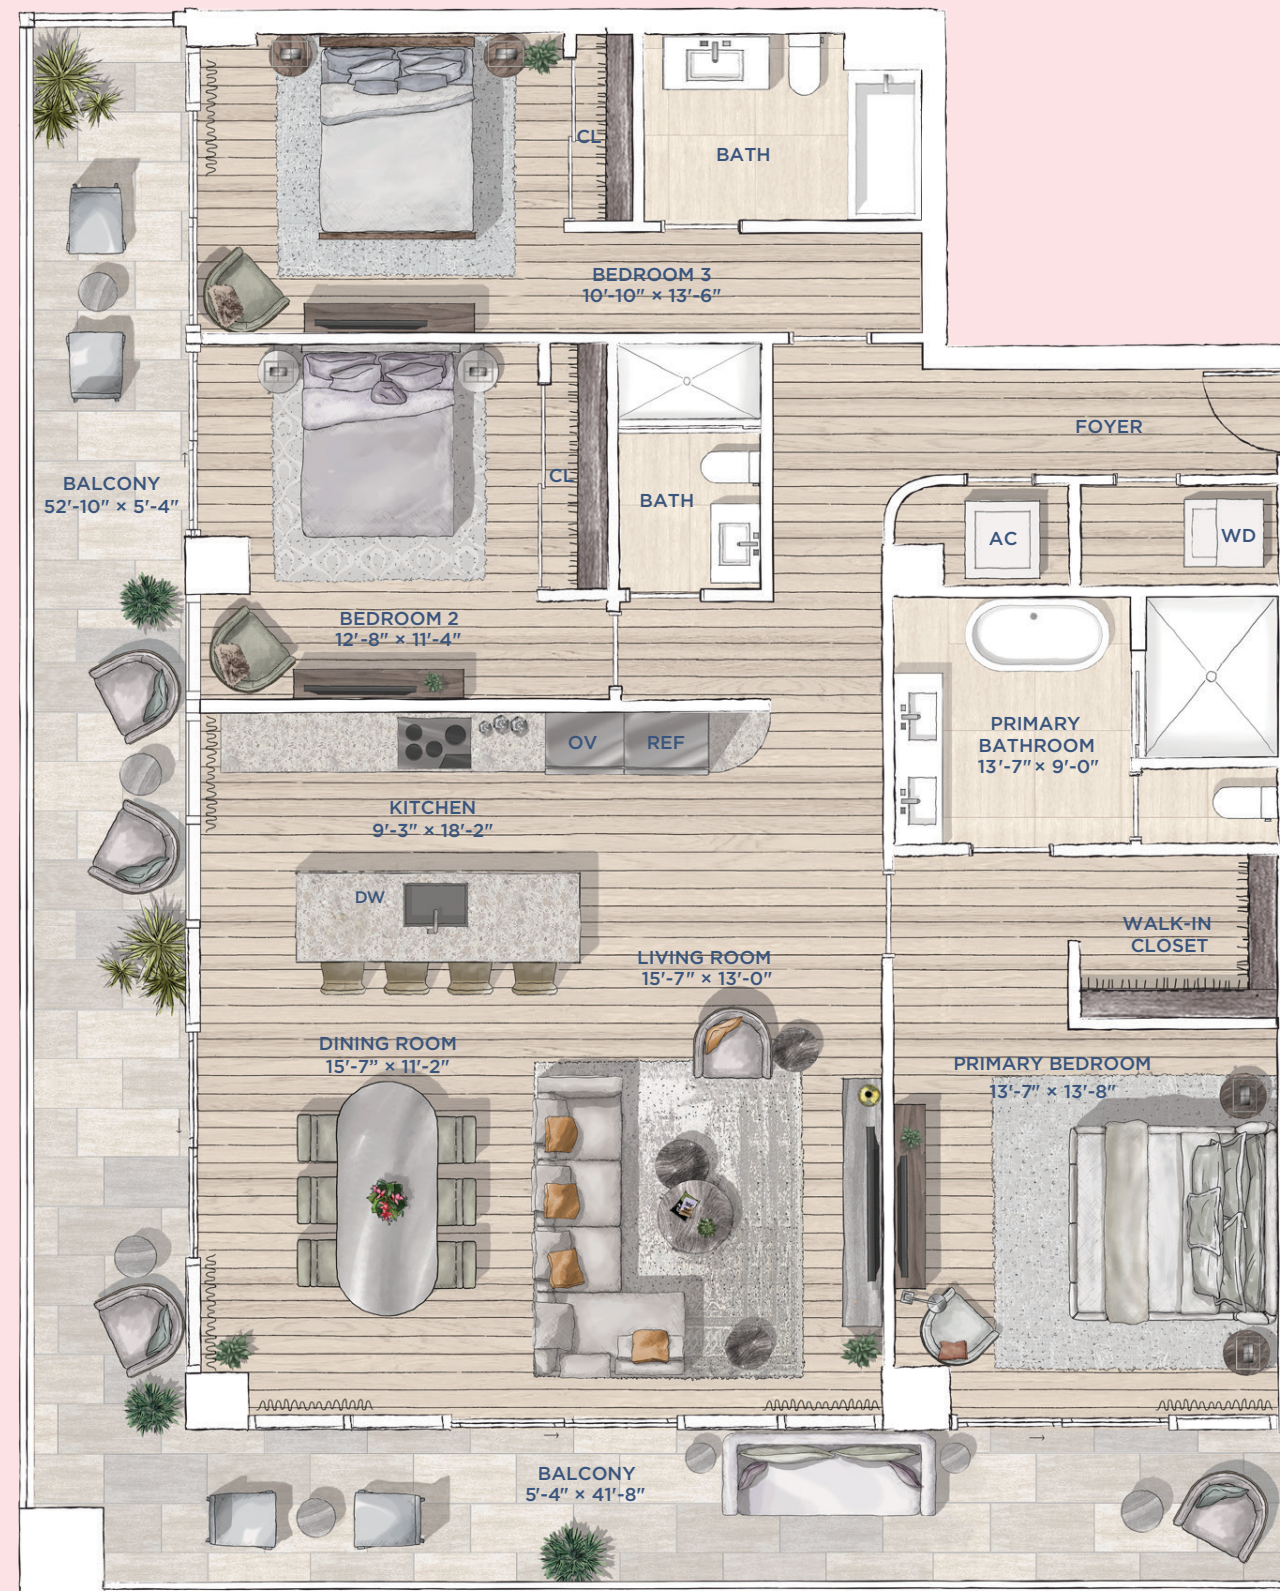 CL
BATH
BEDROOM 3
10'-10" × 13'-6"
FOYER
BALCONY
52'-10" × 5'-4"
CL
BATH
AC
WD
BEDROOM 2
12'-8" × 11'-4"
PRIMARY
BATHROOM
13'-7" × 9'-0"
OV
REF
KITCHEN
9'-3" × 18'-2"
DW
WALK-IN
CLOSET
LIVING ROOM
15'-7" × 13'-0"
DINING ROOM
15'-7” × 11'-2"
PRIMARY BEDROOM
13'-7" × 13'-8"
BALCONY
5'-4" × 41'-8"